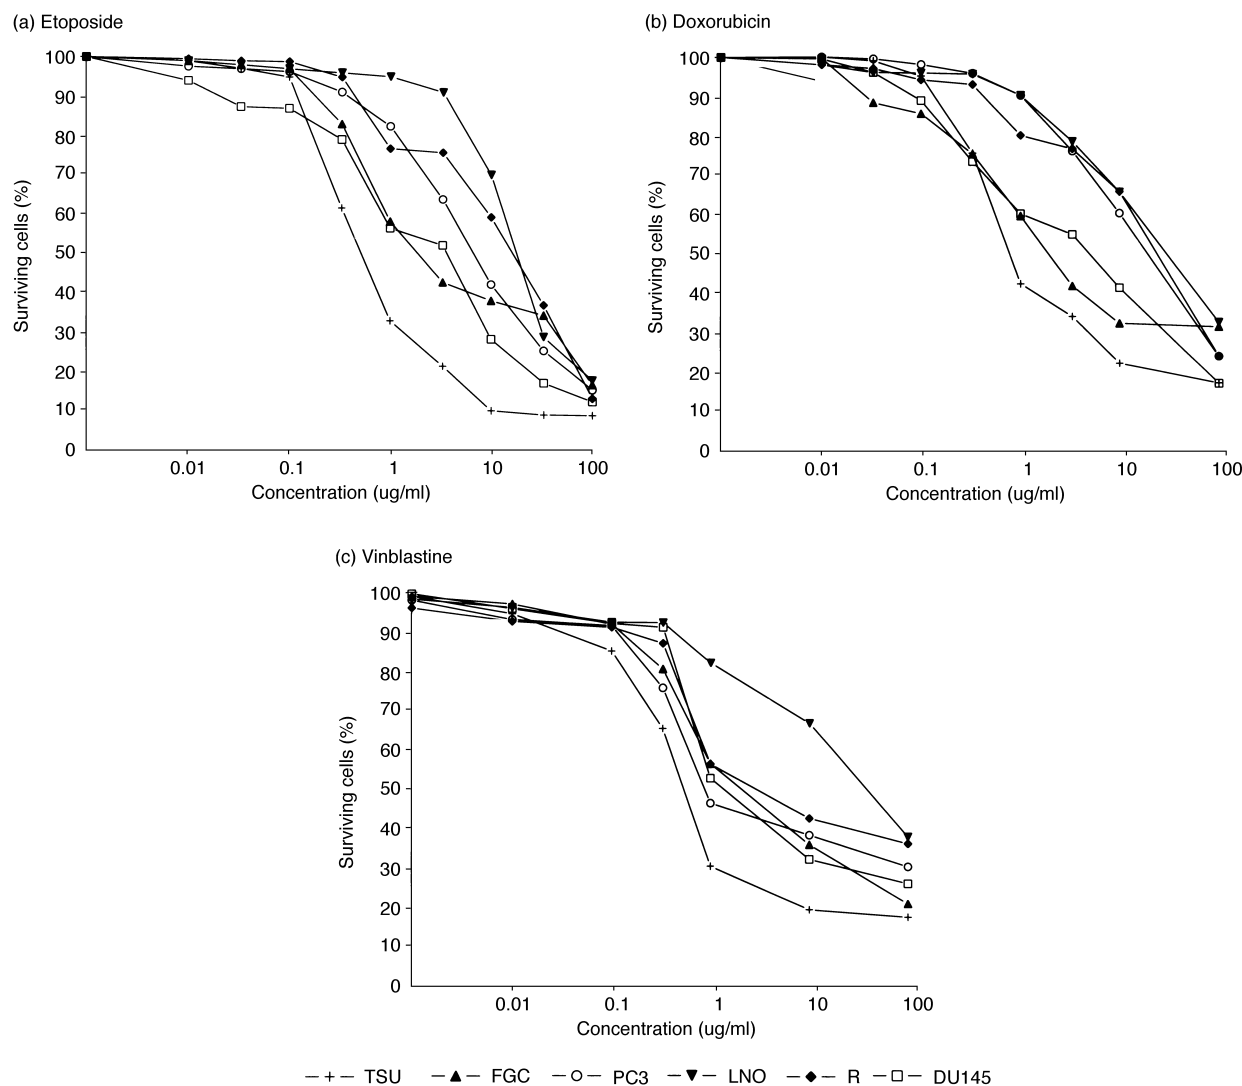 (a) Etoposide
100
90
80
70
60
50
40
30
20
10
0
Surviving cells (%)
0.01 0.1 1 10 100
Concentration (ug/ml)
(b) Doxorubicin
100
90
80
70
60
50
40
30
20
10
0
Surviving cells (%)
0.01 0.1 1 10 100
Concentration (ug/ml)
(c) Vinblastine
100
90
80
70
60
50
40
30
20
10
0
Surviving cells (%)
0.01 0.1 1 10 100
Concentration (ug/ml)
TSU FGC PC3 LNO R DU145